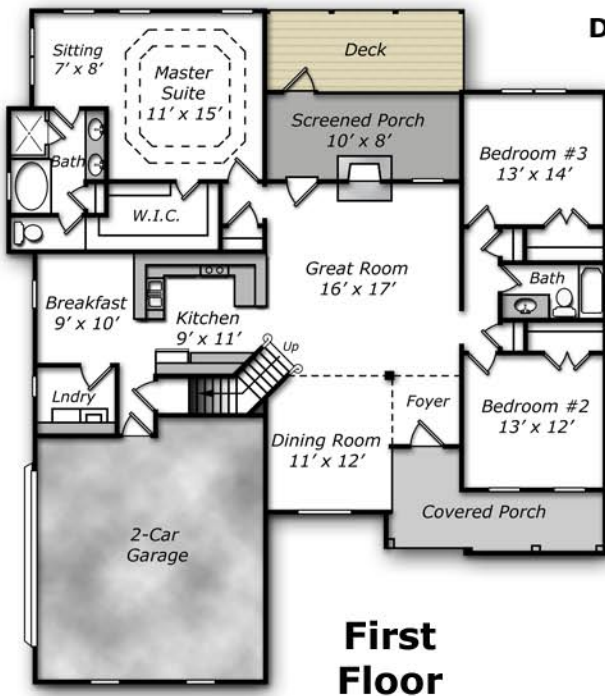 D
Deck
Sitting
7' x 8'
Master
Suite
11' x 15'
Screened Porch
10' x 8'
Bedroom #3
13' x 14'
Bath
W.I.C.
Great Room
16' x 17'
Bath
Breakfast
9' x 10'
Kitchen
9' x 11'
Up
Lndry
Foyer
Bedroom #2
13' x 12'
Dining Room
11' x 12'
Covered Porch
2-Car
Garage
First
Floor